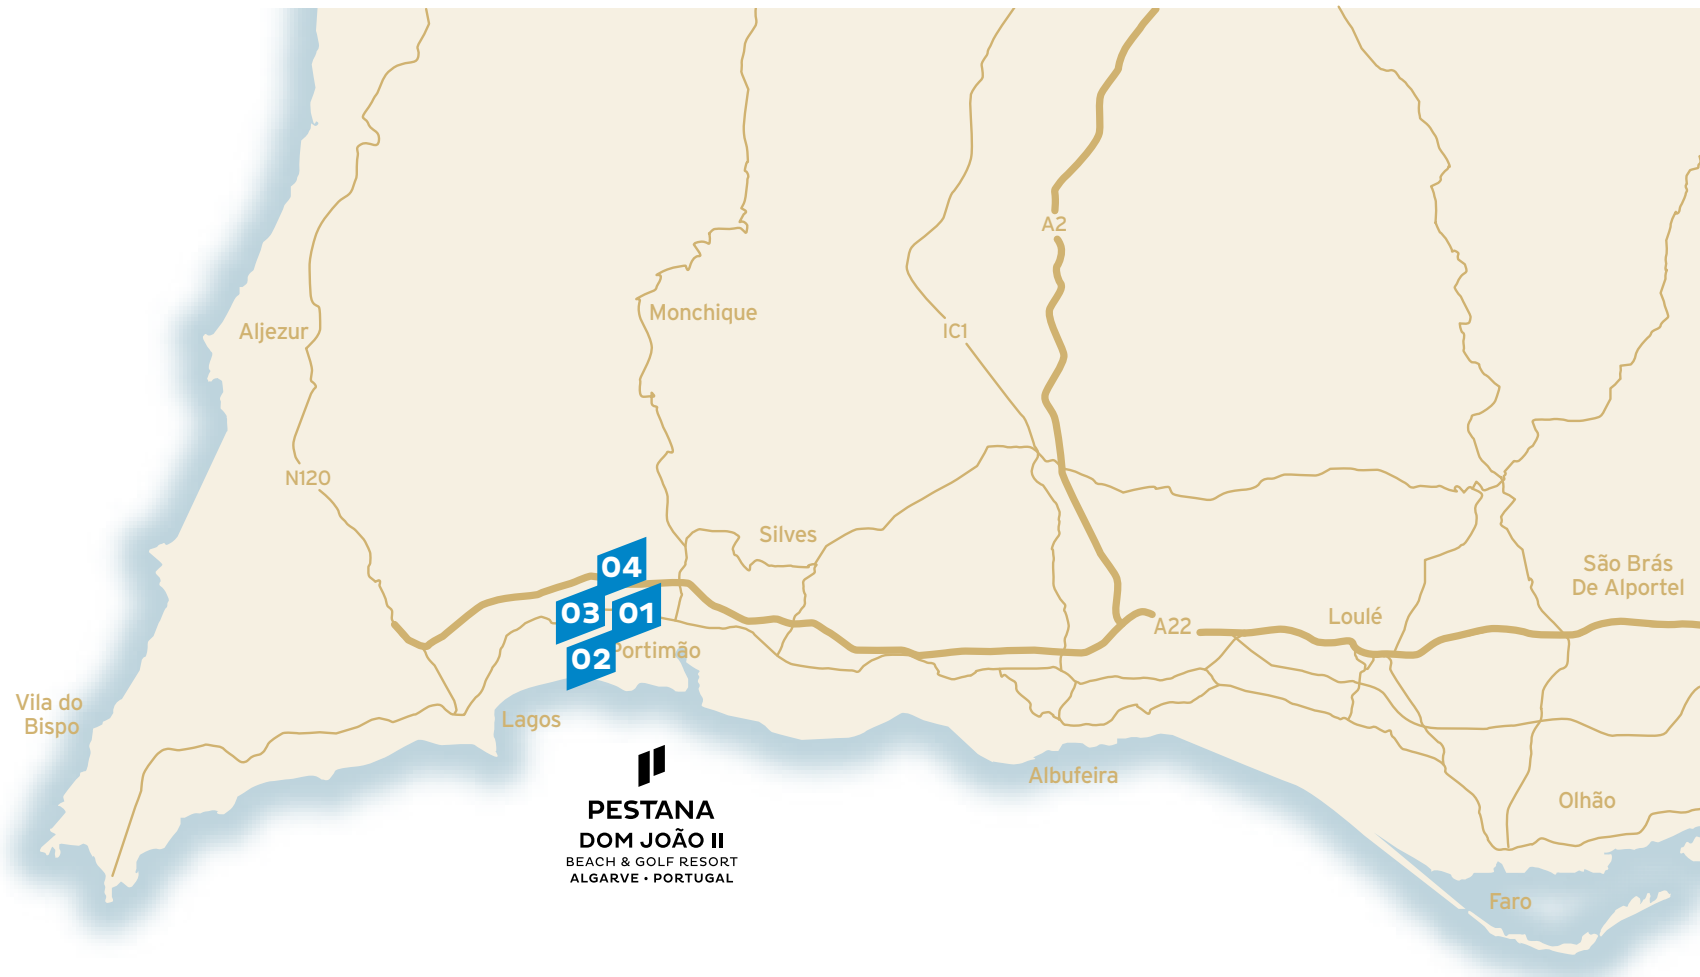 A2
Monchique
Aljezur
IC1
N120
Silves
04
São Brás
De Alportel
03
01
Loulé
A22
Portimão
02
Vila do
Bispo
Lagos
Albufeira
Olhão
PESTANA
DOM JOÃO II
BEACH & GOLF RESORT
ALGARVE • PORTUGAL
Faro